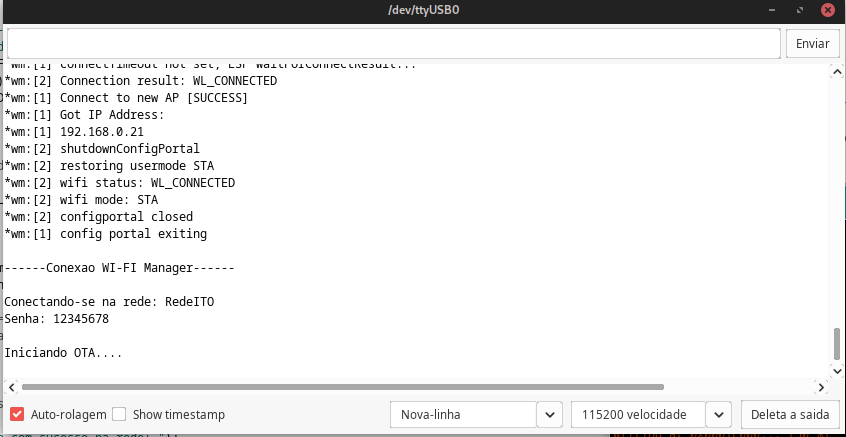 /dev/ttyUSB0
Enviar
*wm:[1] connectTimeout not set, ESP waitForConnectResult...
*wm:[2] Connection result: WL_CONNECTED
*wm:[1] Connect to new AP [SUCCESS]
*wm:[1] Got IP Address:
*wm:[1] 192.168.0.21
*wm:[2] shutdownConfigPortal
*wm:[2] restoring usermode STA
*wm:[2] wifi status: WL_CONNECTED
*wm:[2] wifi mode: STA
*wm:[2] configportal closed
*wm:[1] config portal exiting
------Conexao WI-FI Manager------
Conectando-se na rede: RedeITO
Senha: 12345678
Iniciando OTA....
Auto-rolagem
Show timestamp
Nova-linha
115200 velocidade
Deleta a saida